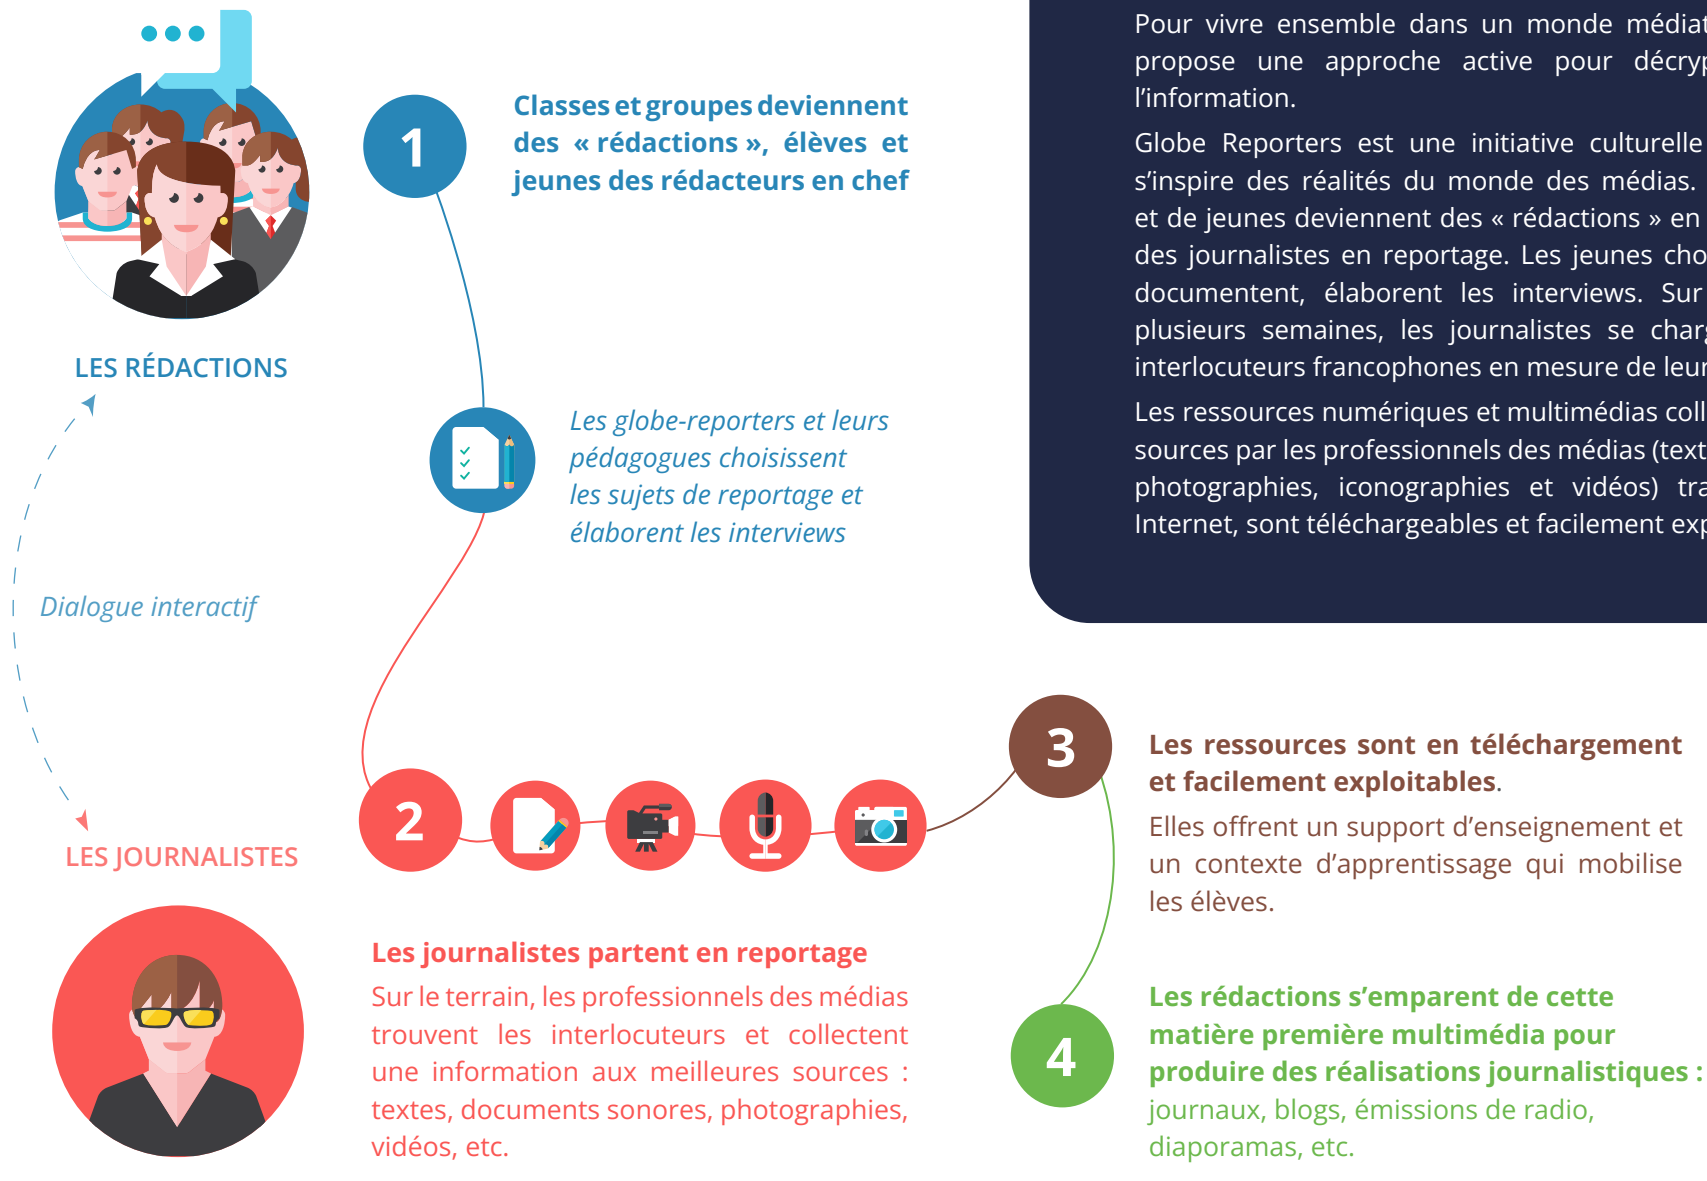 LES RÉDACTIONS
Dialogue interactif
LES JOURNALISTES
1
Classes et groupes deviennent
des « rédactions », élèves et
jeunes des rédacteurs en chef
Les globe-reporters et leurs
pédagogues choisissent
les sujets de reportage et
élaborent les interviews
2
Les journalistes partent en reportage
Sur le terrain, les professionnels des médias
trouvent les interlocuteurs et collectent
une information aux meilleures sources :
textes, documents sonores, photographies,
vidéos, etc.
Pour vivre ensemble dans un monde
propose une approche active pour
l’information.
Globe Reporters est une initiative culturelle
s’inspire des réalités du monde des médias.
et de jeunes deviennent des « rédactions » en
des journalistes en reportage. Les jeunes
documentent, élaborent les interviews. Sur
plusieurs semaines, les journalistes se
interlocuteurs francophones en mesure de leur
Les ressources numériques et multimédias
sources par les professionnels des médias
photographies, iconographies et vidéos)
Internet, sont téléchargeables et facilement
3
Les ressources sont en téléchargement
et facilement exploitables.
Elles offrent un support d’enseignement et
un contexte d’apprentissage qui mobilise
les élèves.
4
Les rédactions s’emparent de cette
matière première multimédia pour
produire des réalisations journalistiques :
journaux, blogs, émissions de radio,
diaporamas, etc.